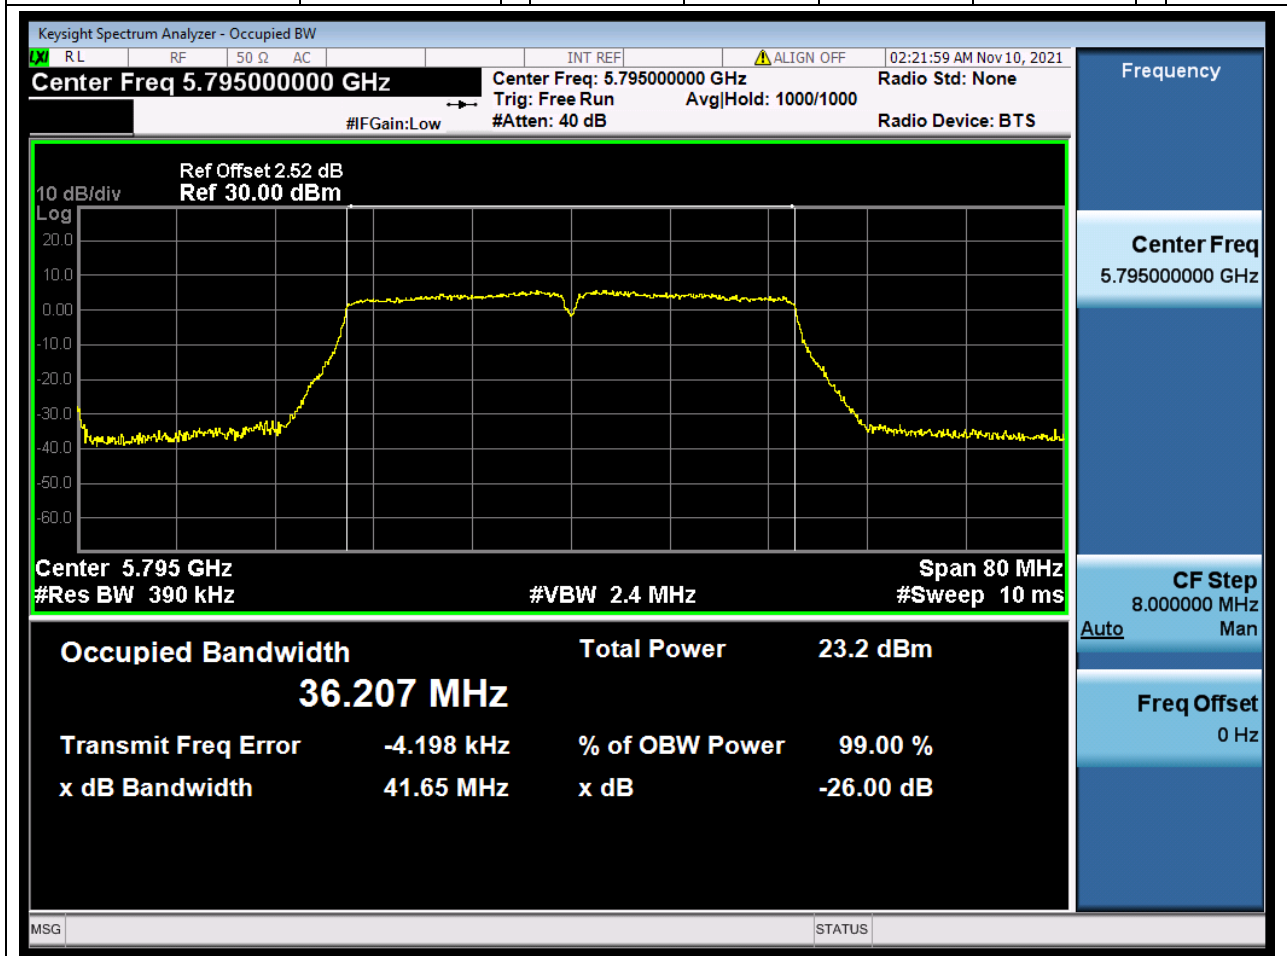 Keysight Spectrum Analyzer - Occupied BW
LXI RL RF 50 Ω AC INT REF ALIGN OFF 02:21:59 AM Nov 10, 2021
Center Freq 5.795000000 GHz
Center Freq: 5.795000000 GHz
Radio Std: None
Trig: Free Run Avg|Hold: 1000/1000
#IFGain:Low
#Atten: 40 dB
Radio Device: BTS
Ref Offset 2.52 dB
10 dB/div Ref 30.00 dBm
Log
20.0
10.0
0.00
-10.0
-20.0
-30.0
-40.0
-50.0
-60.0
Center 5.795 GHz Span 80 MHz
#Res BW 390 kHz #VBW 2.4 MHz #Sweep 10 ms
Occupied Bandwidth Total Power 23.2 dBm
36.207 MHz
Transmit Freq Error -4.198 kHz % of OBW Power 99.00 %
x dB Bandwidth 41.65 MHz x dB -26.00 dB
MSG STATUS
Frequency
Center Freq
5.795000000 GHz
CF Step
8.000000 MHz
Auto Man
Freq Offset
0 Hz